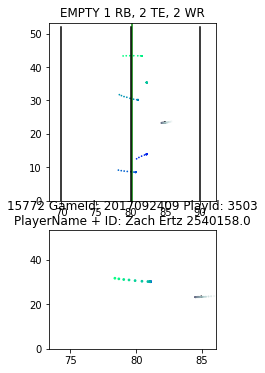 EMPTY 1 RB, 2 TE, 2 WR
50
40
30
20
10
0
70 75 80 85 90
15772 GameId: 2017092409 PlayId: 3503
PlayerName + ID: Zach Ertz 2540158.0
40
20
0
75 80 85